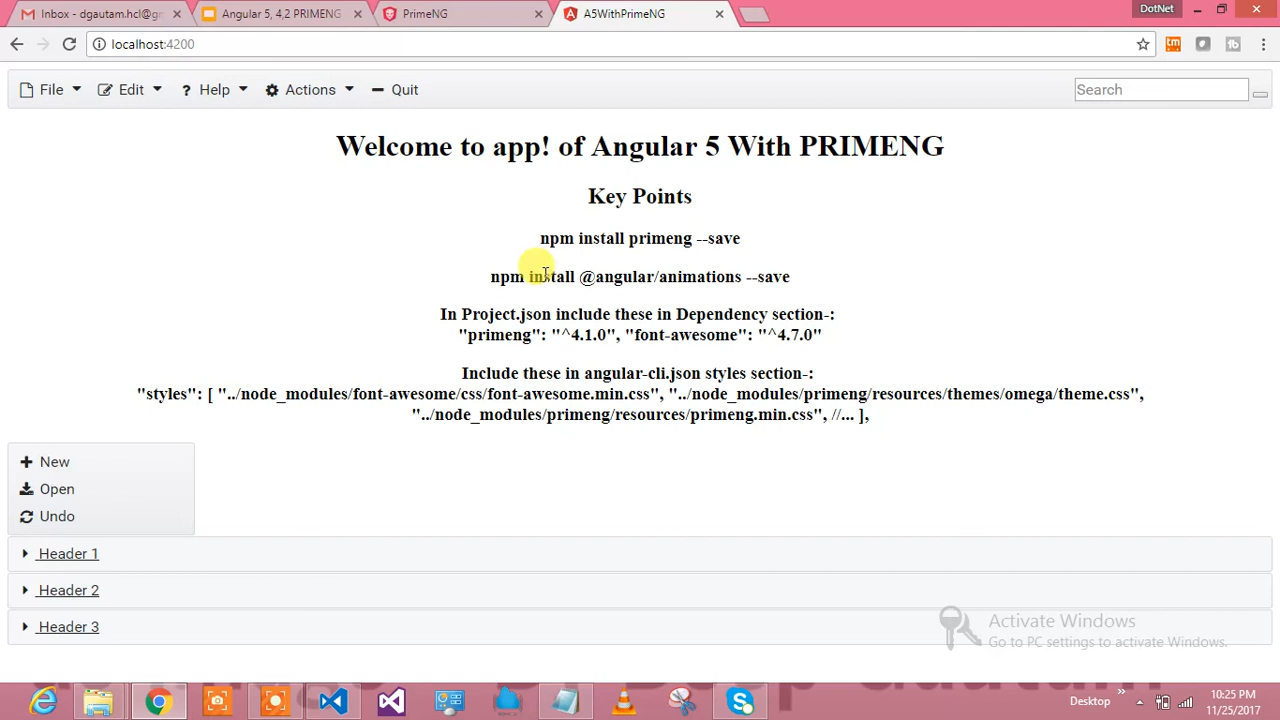 Inbox - dgautam.hcl@gm
Angular 5, 4,2 PRIMENG
PrimeNG
A5WithPrimeNG
DotNet
localhost:4200
File
Edit
Help
Actions
Quit
Search
Welcome to app! of Angular 5 With PRIMENG
Key Points
npm install primeng --save
npm install @angular/animations --save
In Project.json include these in Dependency section-:
"primeng": "^4.1.0", "font-awesome": "^4.7.0"
Include these in angular-cli.json styles section-:
"styles": [ "../node_modules/font-awesome/css/font-awesome.min.css", "../node_modules/primeng/resources/themes/omega/theme.css",
"../node_modules/primeng/resources/primeng.min.css", //... ],
New
Open
Undo
Header 1
Header 2
Header 3
Activate Windows
Go to PC settings to activate Windows.
Desktop
10:25 PM
11/25/2017